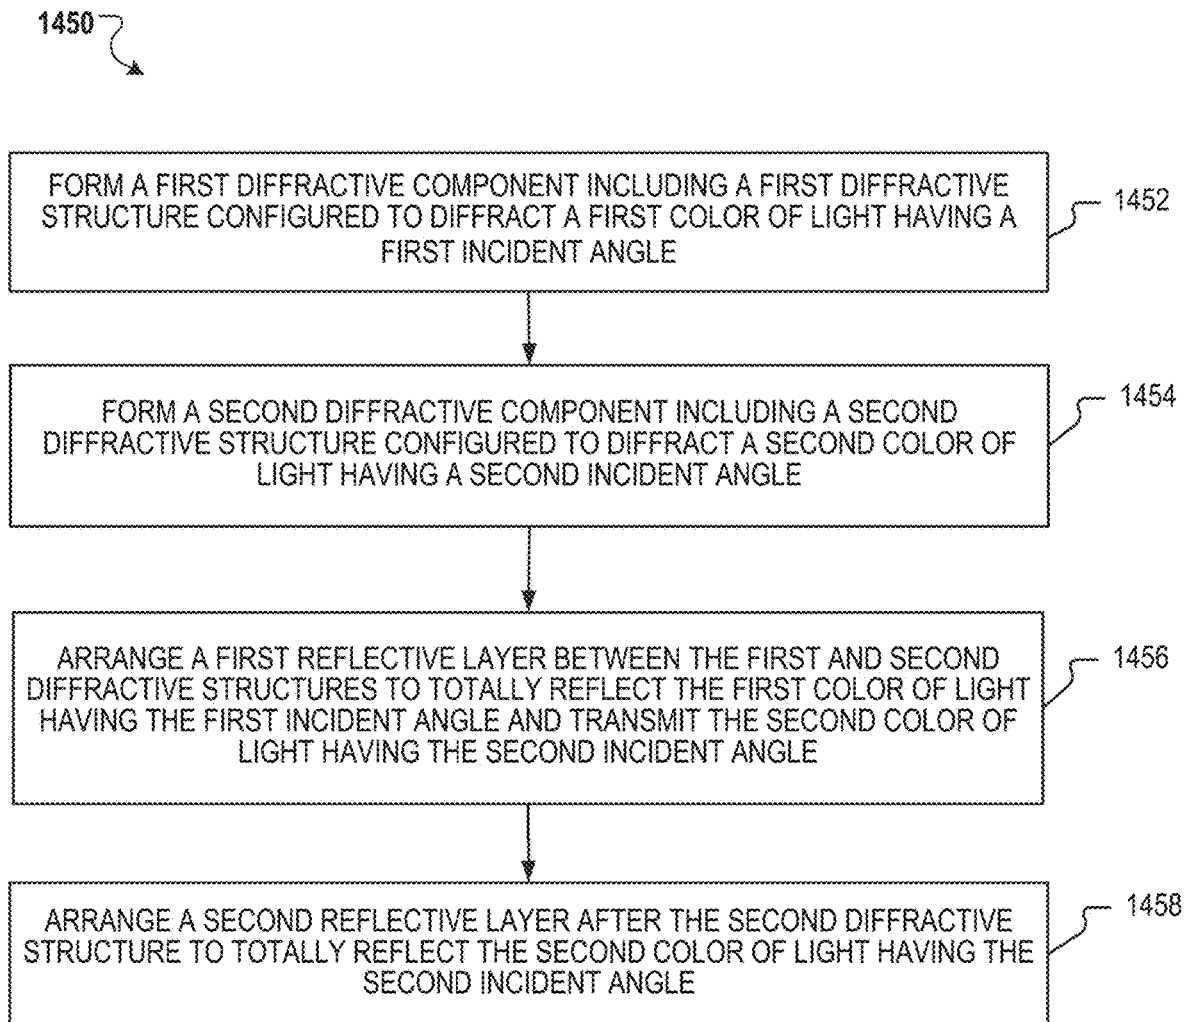 1450
FORM A FIRST DIFFRACTIVE COMPONENT INCLUDING A FIRST DIFFRACTIVE
STRUCTURE CONFIGURED TO DIFFRACT A FIRST COLOR OF LIGHT HAVING A
FIRST INCIDENT ANGLE
1452
FORM A SECOND DIFFRACTIVE COMPONENT INCLUDING A SECOND
DIFFRACTIVE STRUCTURE CONFIGURED TO DIFFRACT A SECOND COLOR OF
LIGHT HAVING A SECOND INCIDENT ANGLE
1454
ARRANGE A FIRST REFLECTIVE LAYER BETWEEN THE FIRST AND SECOND
DIFFRACTIVE STRUCTURES TO TOTALLY REFLECT THE FIRST COLOR OF LIGHT
HAVING THE FIRST INCIDENT ANGLE AND TRANSMIT THE SECOND COLOR OF
LIGHT HAVING THE SECOND INCIDENT ANGLE
1456
ARRANGE A SECOND REFLECTIVE LAYER AFTER THE SECOND DIFFRACTIVE
STRUCTURE TO TOTALLY REFLECT THE SECOND COLOR OF LIGHT HAVING THE
SECOND INCIDENT ANGLE
1458